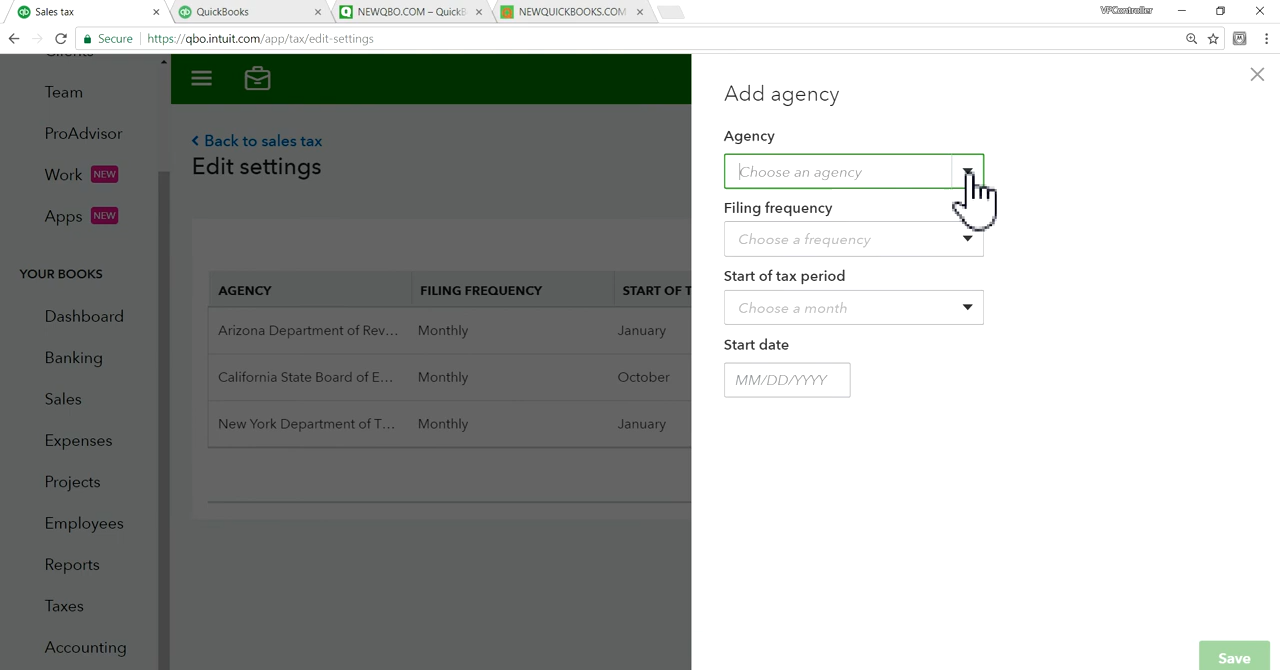 Sales tax
QuickBooks
NEWQBO.COM – QuickB
NEWQUICKBOOKS.COM
VPController
Secure
https://qbo.intuit.com/app/tax/edit-settings
Clients
Team
ProAdvisor
Work NEW
Apps NEW
YOUR BOOKS
Dashboard
Banking
Sales
Expenses
Projects
Employees
Reports
Taxes
Accounting
Back to sales tax
Edit settings
AGENCY FILING FREQUENCY START OF T
Arizona Department of Rev... Monthly January
California State Board of E... Monthly October
New York Department of T... Monthly January
Add agency
Agency
Choose an agency
Filing frequency
Choose a frequency
Start of tax period
Choose a month
Start date
MM/DD/YYYY
Save